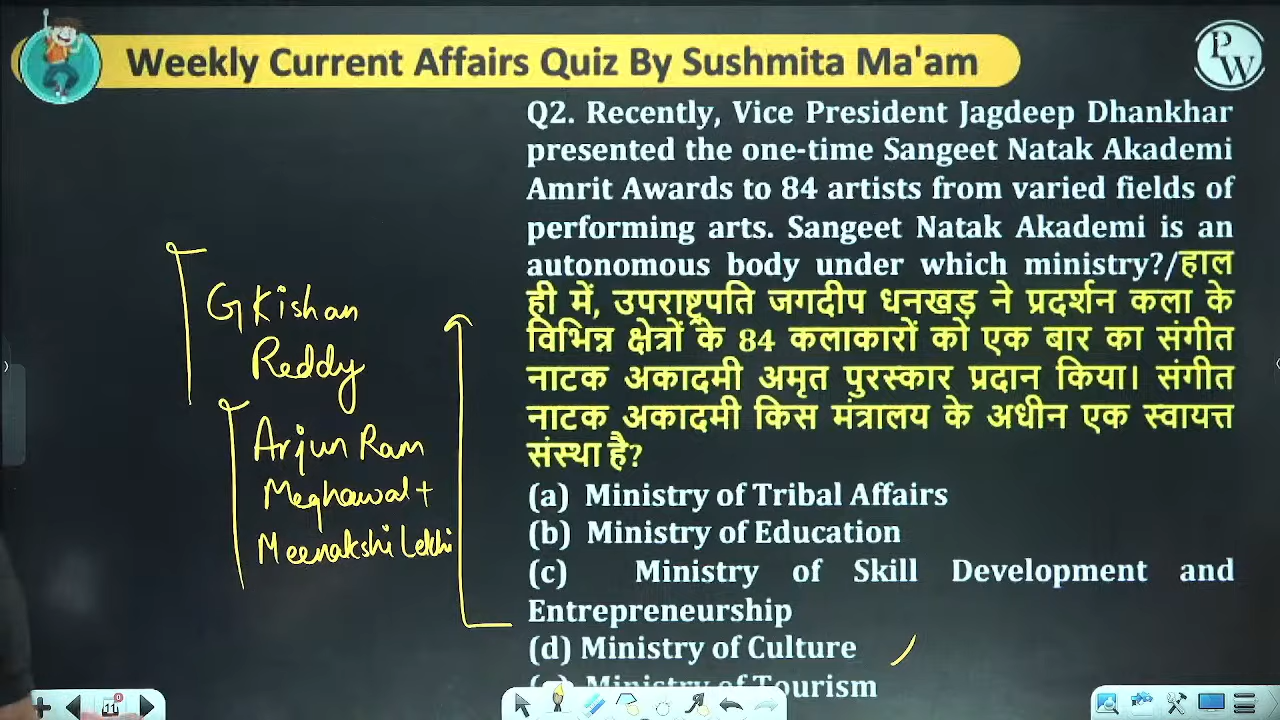 Weekly Current Affairs Quiz By Sushmita Ma'am
PW
Q2. Recently, Vice President Jagdeep Dhankhar
presented the one-time Sangeet Natak Akademi
Amrit Awards to 84 artists from varied fields of
performing arts. Sangeet Natak Akademi is an
autonomous body under which ministry?/हाल
ही में, उपराष्ट्रपति जगदीप धनखड़ ने प्रदर्शन कला के
विभिन्न क्षेत्रों के 84 कलाकारों को एक बार का संगीत
नाटक अकादमी अमृत पुरस्कार प्रदान किया। संगीत
नाटक अकादमी किस मंत्रालय के अधीन एक स्वायत्त
संस्था है?
(a) Ministry of Tribal Affairs
(b) Ministry of Education
(c) Ministry of Skill Development and
Entrepreneurship
(d) Ministry of Culture
Ministry of Tourism
G Kishan
Reddy
Arjun Ram
Meghawal +
Meenakshi Lekhi
11